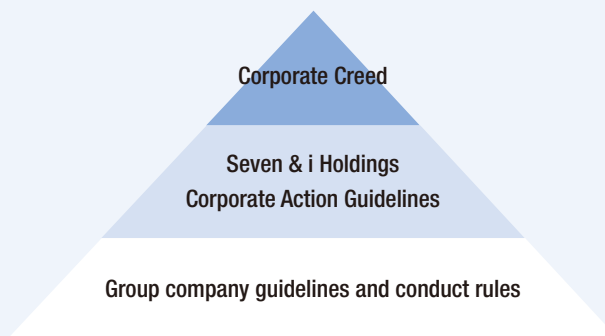 Corporate Creed
Seven & i Holdings
Corporate Action Guidelines
Group company guidelines and conduct rules